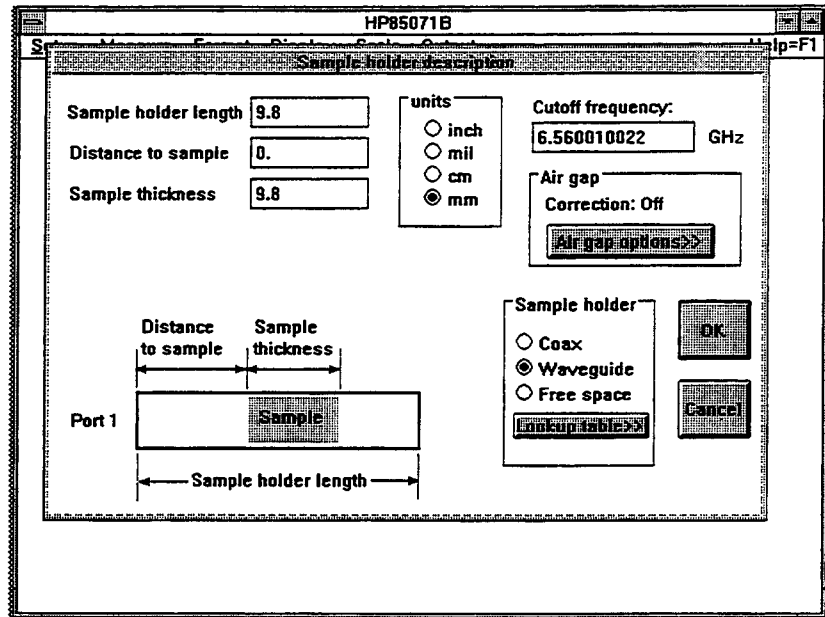 HP85071B
Help=F1
Sample holder description
Sample holder length 9.8
Distance to sample 0.
Sample thickness 9.8
units
inch
mil
cm
mm
Cutoff frequency:
6.560010022 GHz
Air gap
Correction: Off
Air gap options>>
Distance to sample
Sample thickness
Port 1
Sample
Sample holder length
Sample holder
Coax
Waveguide
Free space
Lookup table>>
OK
Cancel